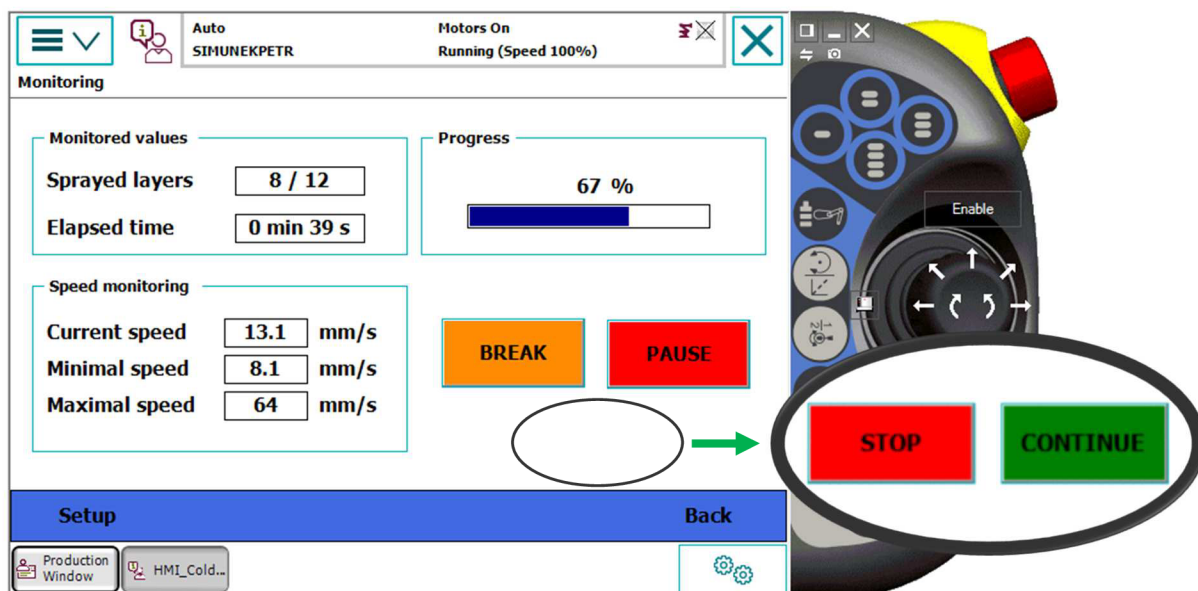 Auto
SIMUNEKPETR
Motors On
Running (Speed 100%)
Monitoring
Monitored values
Sprayed layers 8 / 12
Elapsed time 0 min 39 s
Progress
67 %
Speed monitoring
Current speed 13.1 mm/s
Minimal speed 8.1 mm/s
Maximal speed 64 mm/s
BREAK PAUSE
Enable
STOP CONTINUE
Setup Back
Production
Window
HMI_Cold...